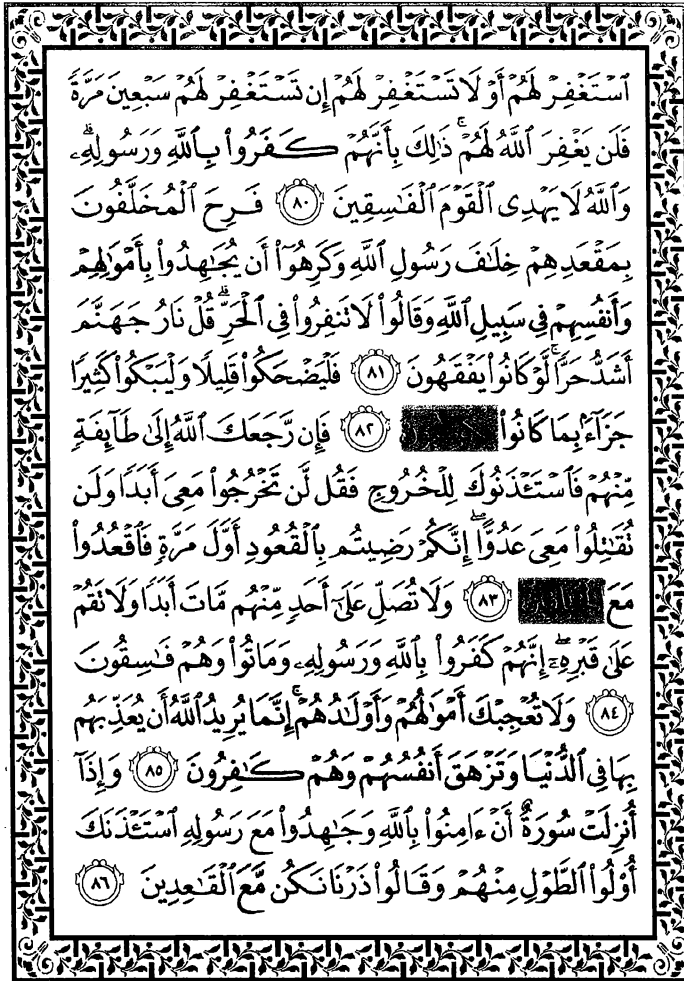 ٱسْتَغْفِرْ لَهُمْ أَوْ لَا تَسْتَغْفِرْ لَهُمْ إِن تَسْتَغْفِرْ لَهُمْ سَبْعِينَ مَرَّةً
فَلَن يَغْفِرَ ٱللَّهُ لَهُمْ ۚ ذَٰلِكَ بِأَنَّهُمْ كَفَرُوا۟ بِٱللَّهِ وَرَسُولِهِۦ ۗ
وَٱللَّهُ لَا يَهْدِى ٱلْقَوْمَ ٱلْفَـٰسِقِينَ ٨٠ فَرِحَ ٱلْمُخَلَّفُونَ
بِمَقْعَدِهِمْ خِلَـٰفَ رَسُولِ ٱللَّهِ وَكَرِهُوٓا۟ أَن يُجَـٰهِدُوا۟ بِأَمْوَٰلِهِمْ
وَأَنفُسِهِمْ فِى سَبِيلِ ٱللَّهِ وَقَالُوا۟ لَا تَنفِرُوا۟ فِى ٱلْحَرِّ ۗ قُلْ نَارُ جَهَنَّمَ
أَشَدُّ حَرًّا ۚ لَّوْ كَانُوا۟ يَفْقَهُونَ ٨١ فَلْيَضْحَكُوا۟ قَلِيلًا وَلْيَبْكُوا۟ كَثِيرًا
جَزَآءًۢ بِمَا كَانُوا۟ ٨٢ فَإِن رَّجَعَكَ ٱللَّهُ إِلَىٰ طَآئِفَةٍ
مِّنْهُمْ فَٱسْتَـْٔذَنُوكَ لِلْخُرُوجِ فَقُل لَّن تَخْرُجُوا۟ مَعِىَ أَبَدًا وَلَن
تُقَـٰتِلُوا۟ مَعِىَ عَدُوًّا ۖ إِنَّكُمْ رَضِيتُم بِٱلْقُعُودِ أَوَّلَ مَرَّةٍ فَٱقْعُدُوا۟
مَعَ ٨٣ وَلَا تُصَلِّ عَلَىٰٓ أَحَدٍ مِّنْهُم مَّاتَ أَبَدًا وَلَا تَقُمْ
عَلَىٰ قَبْرِهِۦٓ ۖ إِنَّهُمْ كَفَرُوا۟ بِٱللَّهِ وَرَسُولِهِۦ وَمَاتُوا۟ وَهُمْ فَـٰسِقُونَ
٨٤ وَلَا تُعْجِبْكَ أَمْوَٰلُهُمْ وَأَوْلَـٰدُهُمْ ۚ إِنَّمَا يُرِيدُ ٱللَّهُ أَن يُعَذِّبَهُم
بِهَا فِى ٱلدُّنْيَا وَتَزْهَقَ أَنفُسُهُمْ وَهُمْ كَـٰفِرُونَ ٨٥ وَإِذَآ
أُنزِلَتْ سُورَةٌ أَنْ ءَامِنُوا۟ بِٱللَّهِ وَجَـٰهِدُوا۟ مَعَ رَسُولِهِ ٱسْتَـْٔذَنَكَ
أُو۟لُوا۟ ٱلطَّوْلِ مِنْهُمْ وَقَالُوا۟ ذَرْنَا نَكُن مَّعَ ٱلْقَـٰعِدِينَ ٨٦